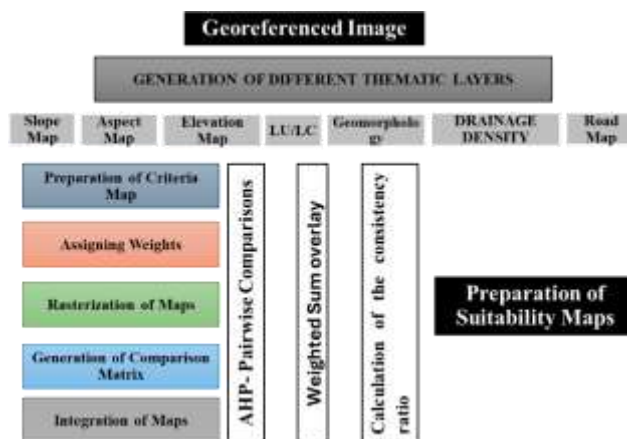 Georeferenced Image
GENERATION OF DIFFERENT THEMATIC LAYERS
Slope
Map
Aspect
Map
Elevation
Map
LU/LC
Geomorpholo
gy
DRAINAGE
DENSITY
Road
Map
Preparation of Criteria
Map
Assigning Weights
Rasterization of Maps
Generation of Comparison
Matrix
Integration of Maps
AHP- Pairwise Comparisons
Weighted Sum overlay
Calculation of the consistency
ratio
Preparation of
Suitability Maps